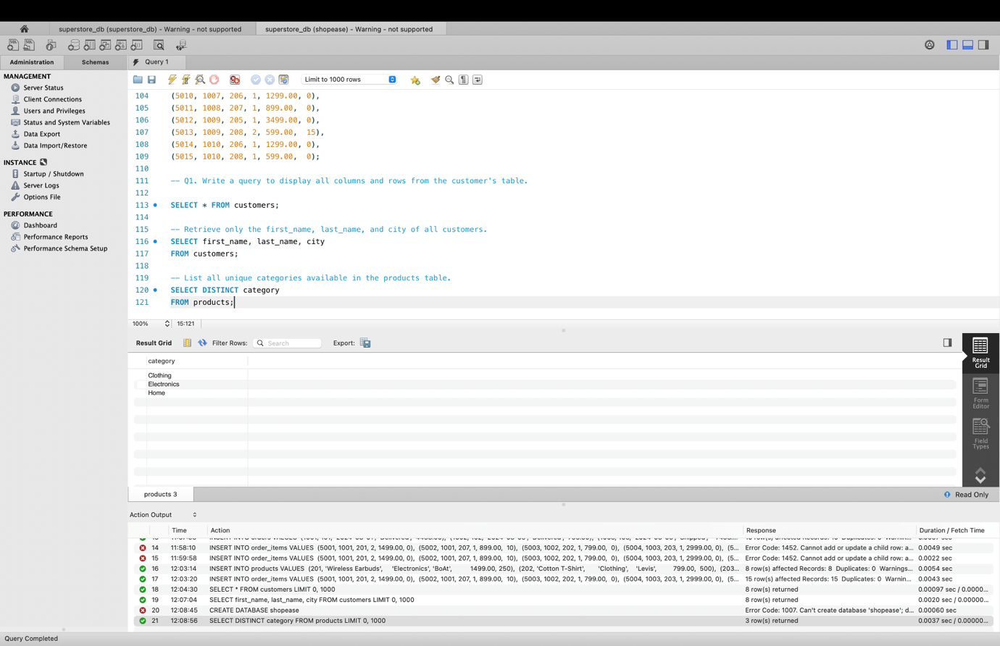 superstore_db (superstore_db) - Warning - not supported
superstore_db (shopease) - Warning - not supported
Administration
Schemas
Query 1
MANAGEMENT
Server Status
Client Connections
Users and Privileges
Status and System Variables
Data Export
Data Import/Restore
INSTANCE
Startup / Shutdown
Server Logs
Options File
PERFORMANCE
Dashboard
Performance Reports
Performance Schema Setup
Limit to 1000 rows
104 (5010, 1007, 206, 1, 1299.00, 0),
105 (5011, 1008, 207, 1, 899.00,  0),
106 (5012, 1009, 205, 1, 3499.00, 0),
107 (5013, 1009, 208, 2, 599.00,  15),
108 (5014, 1010, 206, 1, 1299.00, 0),
109 (5015, 1010, 208, 1, 599.00,  0);
110
111 -- Q1. Write a query to display all columns and rows from the customer's table.
112
113 SELECT * FROM customers;
114
115 -- Retrieve only the first_name, last_name, and city of all customers.
116 SELECT first_name, last_name, city
117 FROM customers;
118
119 -- List all unique categories available in the products table.
120 SELECT DISTINCT category
121 FROM products;
100% 15:121
Result Grid Filter Rows: Search Export:
category
Clothing
Electronics
Home
Result
Grid
Form
Editor
Field
Types
products 3
Read Only
Action Output
Time Action Response Duration / Fetch Time
14 11:58:10 INSERT INTO order_items VALUES (5001, 1001, 201, 2, 1499.00, 0), (5002, 1001, 207, 1, 899.00, 10), (5003, 1002, 202, 1, 799.00, 0), (5004, 1003, 203, 1, 2999.00, 0), (5... Error Code: 1452. Cannot add or update a child row: a... 0.0049 sec
15 11:59:58 INSERT INTO order_items VALUES (5001, 1001, 201, 2, 1499.00, 0), (5002, 1001, 207, 1, 899.00, 10), (5003, 1002, 202, 1, 799.00, 0), (5004, 1003, 203, 1, 2999.00, 0), (5... Error Code: 1452. Cannot add or update a child row: a... 0.0022 sec
16 12:03:14 INSERT INTO products VALUES (201, 'Wireless Earbuds', 'Electronics', 'BoAt', 1499.00, 250), (202, 'Cotton T-Shirt', 'Clothing', 'Levis', 799.00, 500), (203... 8 row(s) affected Records: 8 Duplicates: 0 Warnings... 0.0054 sec
17 12:03:20 INSERT INTO order_items VALUES (5001, 1001, 201, 2, 1499.00, 0), (5002, 1001, 207, 1, 899.00, 10), (5003, 1002, 202, 1, 799.00, 0), (5004, 1003, 203, 1, 2999.00, 0), (5... 15 row(s) affected Records: 15 Duplicates: 0 Warnin... 0.0043 sec
18 12:04:30 SELECT * FROM customers LIMIT 0, 1000 8 row(s) returned 0.00097 sec / 0.0000...
19 12:07:04 SELECT first_name, last_name, city FROM customers LIMIT 0, 1000 8 row(s) returned 0.0020 sec / 0.00000...
20 12:08:45 CREATE DATABASE shopease Error Code: 1007. Can't create database 'shopease'; d... 0.00060 sec
21 12:08:56 SELECT DISTINCT category FROM products LIMIT 0, 1000 3 row(s) returned 0.0037 sec / 0.00000...
Query Completed